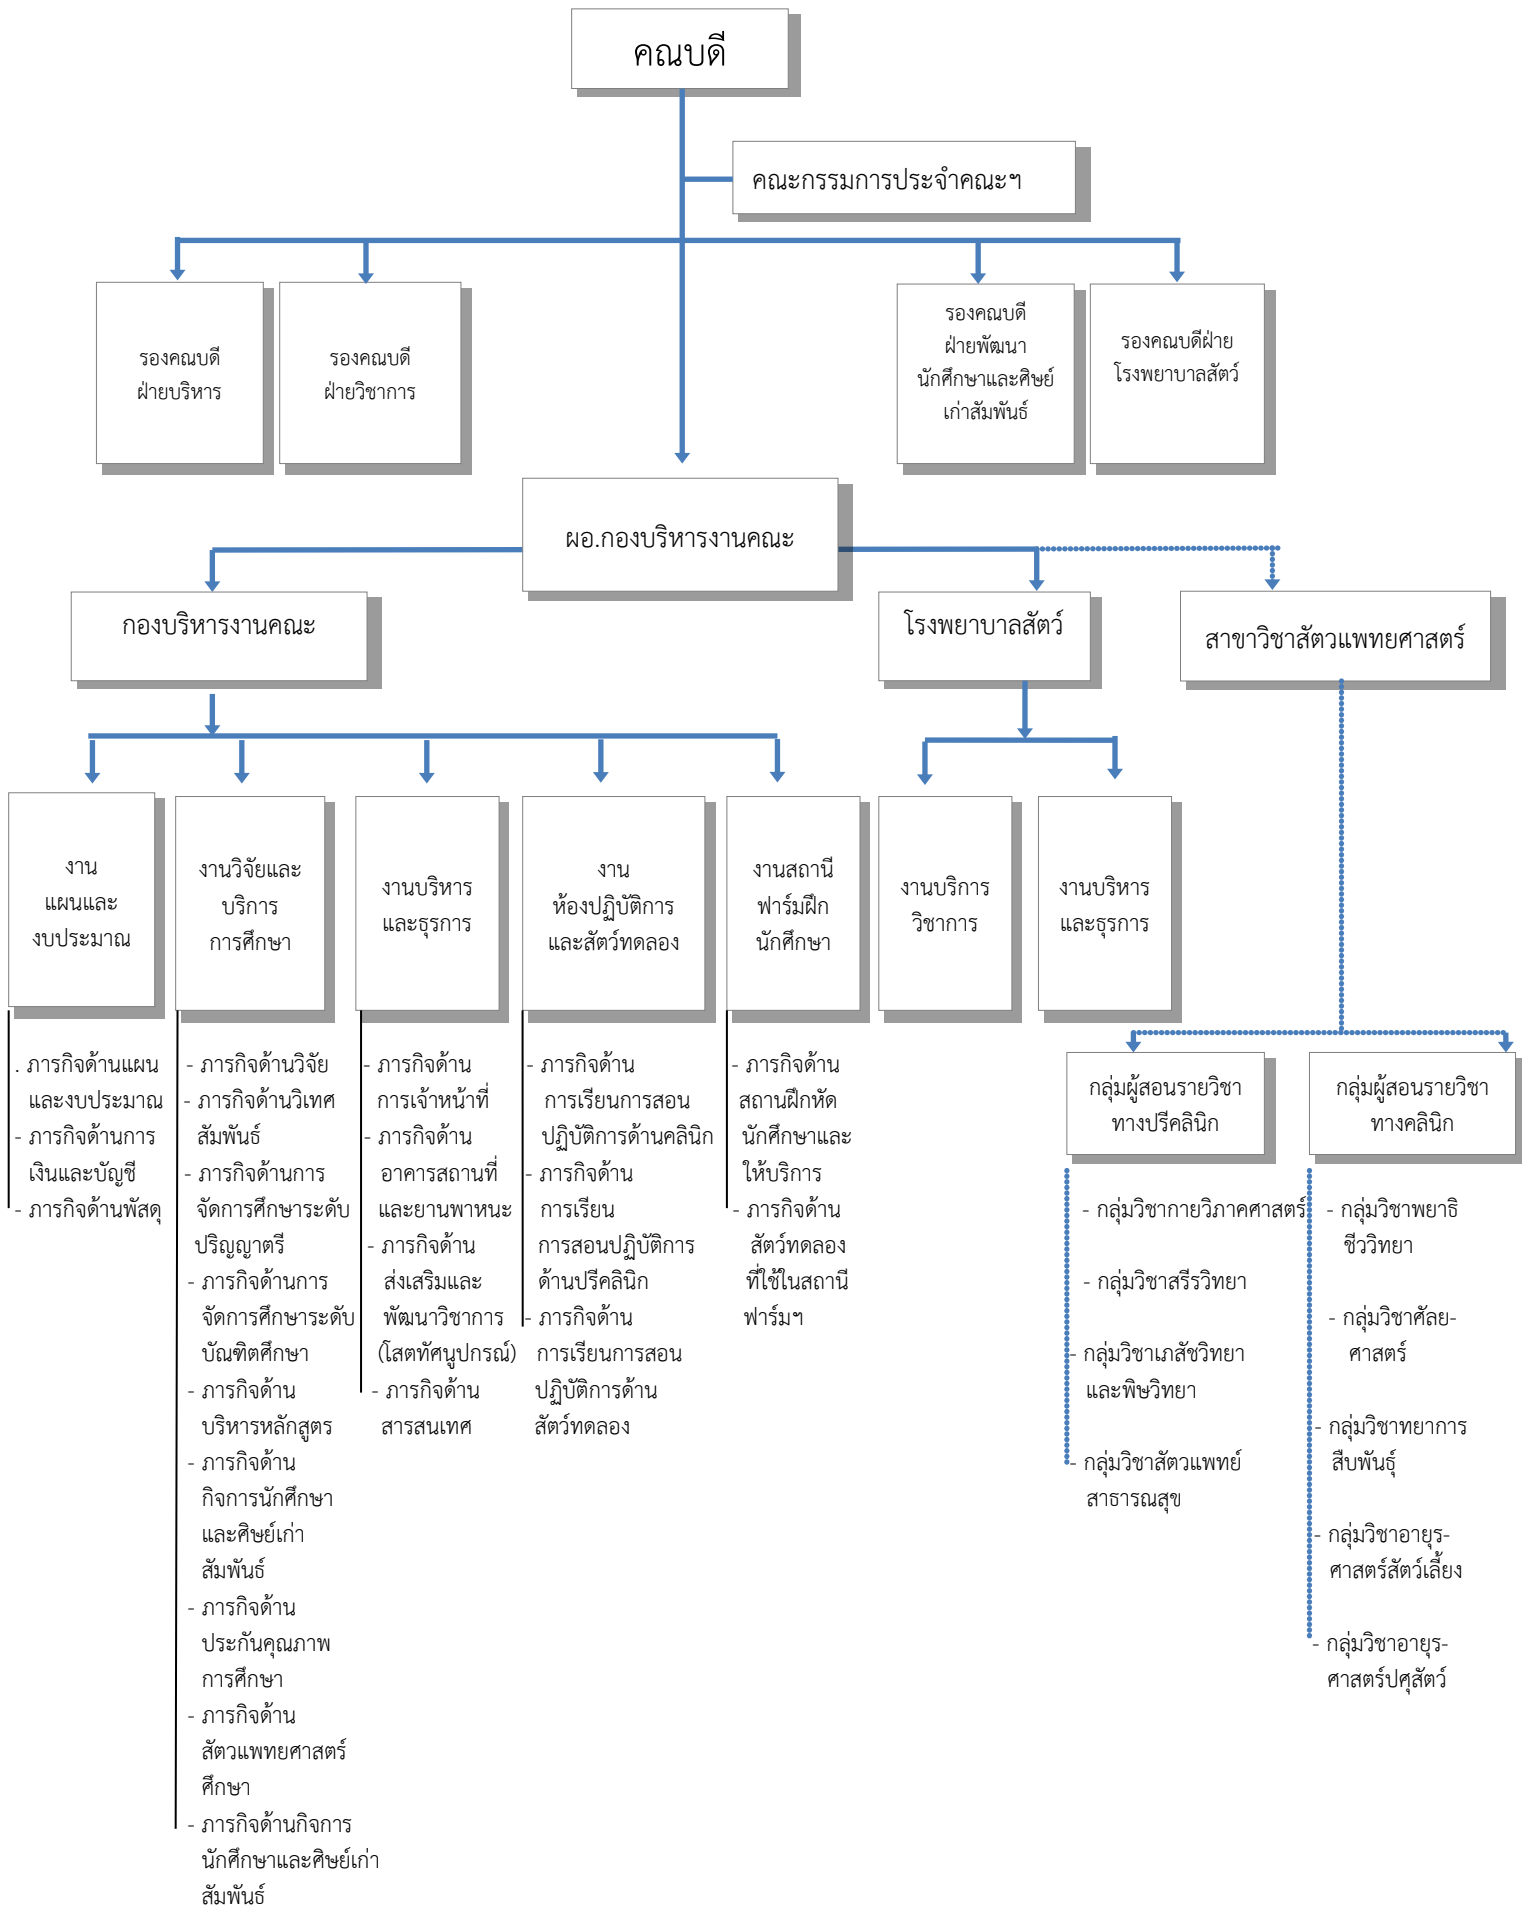 คณบดี
คณะกรรมการประจำคณะฯ
รองคณบดี
ฝ่ายบริหาร
รองคณบดี
ฝ่ายวิชาการ
รองคณบดี
ฝ่ายพัฒนา
นักศึกษาและศิษย์
เก่าสัมพันธ์
รองคณบดีฝ่าย
โรงพยาบาลสัตว์
ผอ.กองบริหารงานคณะ
กองบริหารงานคณะ
โรงพยาบาลสัตว์
สาขาวิชาสัตวแพทยศาสตร์
งาน
แผนและ
งบประมาณ
งานวิจัยและ
บริการ
การศึกษา
งานบริหาร
และธุรการ
งาน
ห้องปฏิบัติการ
และสัตว์ทดลอง
งานสถานี
ฟาร์มฝึก
นักศึกษา
งานบริการ
วิชาการ
งานบริหาร
และธุรการ
. ภารกิจด้านแผน
และงบประมาณ
- ภารกิจด้านการ
เงินและบัญชี
- ภารกิจด้านพัสดุ
- ภารกิจด้านวิจัย
- ภารกิจด้านวิเทศ
สัมพันธ์
- ภารกิจด้านการ
จัดการศึกษาระดับ
ปริญญาตรี
- ภารกิจด้านการ
จัดการศึกษาระดับ
บัณฑิตศึกษา
- ภารกิจด้าน
บริหารหลักสูตร
- ภารกิจด้าน
กิจการนักศึกษา
และศิษย์เก่า
สัมพันธ์
- ภารกิจด้าน
ประกันคุณภาพ
การศึกษา
- ภารกิจด้าน
สัตวแพทยศาสตร์
ศึกษา
- ภารกิจด้านกิจการ
นักศึกษาและศิษย์เก่า
สัมพันธ์
- ภารกิจด้าน
การเจ้าหน้าที่
- ภารกิจด้าน
อาคารสถานที่
และยานพาหนะ
- ภารกิจด้าน
ส่งเสริมและ
พัฒนาวิชาการ
(โสตทัศนูปกรณ์)
- ภารกิจด้าน
สารสนเทศ
- ภารกิจด้าน
การเรียนการสอน
ปฏิบัติการด้านคลินิก
- ภารกิจด้าน
การเรียน
การสอนปฏิบัติการ
ด้านปรีคลินิก
- ภารกิจด้าน
การเรียนการสอน
ปฏิบัติการด้าน
สัตว์ทดลอง
- ภารกิจด้าน
สถานฝึกหัด
นักศึกษาและ
ให้บริการ
- ภารกิจด้าน
สัตว์ทดลอง
ที่ใช้ในสถานี
ฟาร์มฯ
กลุ่มผู้สอนรายวิชา
ทางปรีคลินิก
- กลุ่มวิชากายวิภาคศาสตร์
- กลุ่มวิชาสรีรวิทยา
- กลุ่มวิชาเภสัชวิทยา
และพิษวิทยา
- กลุ่มวิชาสัตวแพทย์
สาธารณสุข
กลุ่มผู้สอนรายวิชา
ทางคลินิก
- กลุ่มวิชาพยาธิ
ชีววิทยา
- กลุ่มวิชาศัลย-
ศาสตร์
- กลุ่มวิชาทยาการ
สืบพันธุ์
- กลุ่มวิชาอายุร-
ศาสตร์สัตว์เลี้ยง
- กลุ่มวิชาอายุร-
ศาสตร์ปศุสัตว์